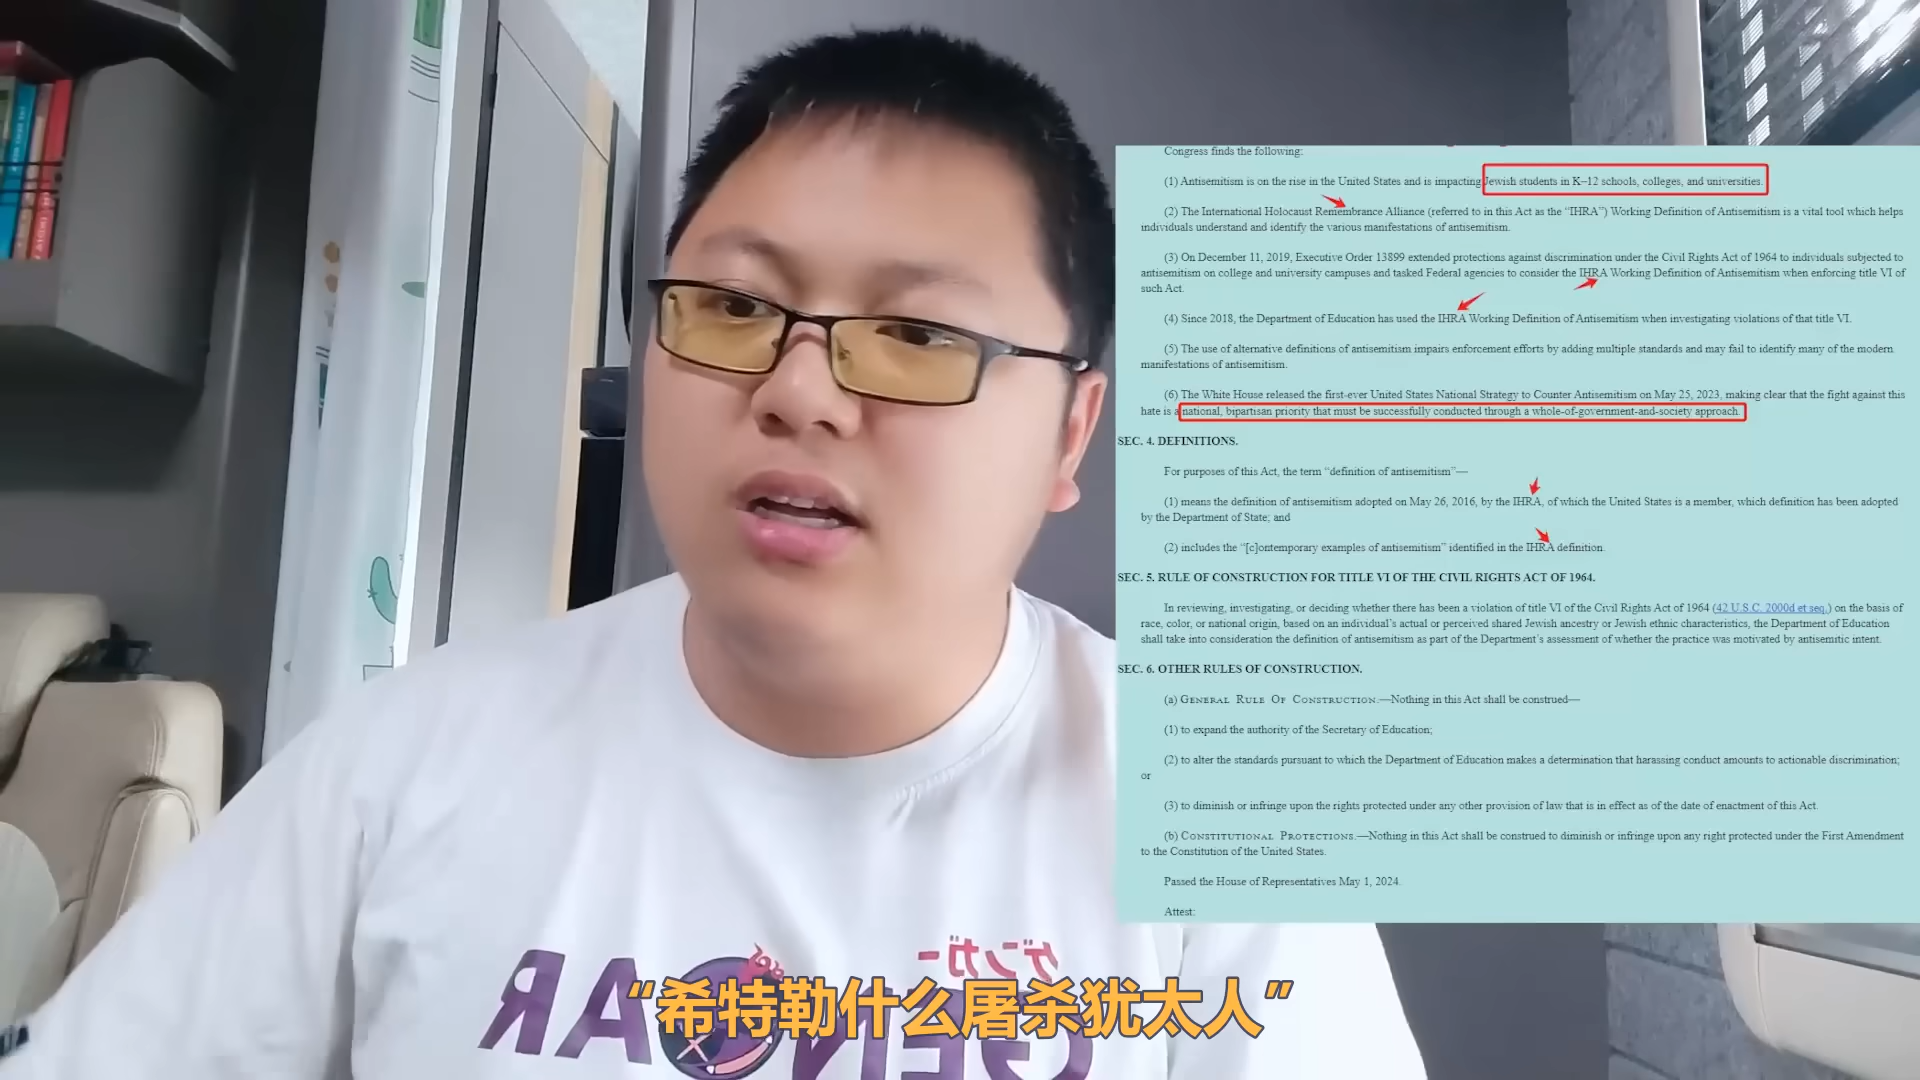 Congress finds the following:
(1) Antisemitism is on the rise in the United States and is impacting Jewish students in K–12 schools, colleges, and universities.
(2) The International Holocaust Remembrance Alliance (referred to in this Act as the “IHRA”) Working Definition of Antisemitism is a vital tool which helps
individuals understand and identify the various manifestations of antisemitism.
(3) On December 11, 2019, Executive Order 13899 extended protections against discrimination under the Civil Rights Act of 1964 to individuals subjected to
antisemitism on college and university campuses and tasked Federal agencies to consider the IHRA Working Definition of Antisemitism when enforcing title VI of
such Act.
(4) Since 2018, the Department of Education has used the IHRA Working Definition of Antisemitism when investigating violations of that title VI.
(5) The use of alternative definitions of antisemitism impairs enforcement efforts by adding multiple standards and may fail to identify many of the modern
manifestations of antisemitism.
(6) The White House released the first-ever United States National Strategy to Counter Antisemitism on May 25, 2023, making clear that the fight against this
hate is a national, bipartisan priority that must be successfully conducted through a whole-of-government-and-society approach.
SEC. 4. DEFINITIONS.
For purposes of this Act, the term “definition of antisemitism”—
(1) means the definition of antisemitism adopted on May 26, 2016, by the IHRA, of which the United States is a member, which definition has been adopted
by the Department of State; and
(2) includes the “[c]ontemporary examples of antisemitism” identified in the IHRA definition.
SEC. 5. RULE OF CONSTRUCTION FOR TITLE VI OF THE CIVIL RIGHTS ACT OF 1964.
In reviewing, investigating, or deciding whether there has been a violation of title VI of the Civil Rights Act of 1964 (42 U.S.C. 2000d et seq.) on the basis of
race, color, or national origin, based on an individual’s actual or perceived shared Jewish ancestry or Jewish ethnic characteristics, the Department of Education
shall take into consideration the definition of antisemitism as part of the Department’s assessment of whether the practice was motivated by antisemitic intent.
SEC. 6. OTHER RULES OF CONSTRUCTION.
(a) GENERAL RULE OF CONSTRUCTION.—Nothing in this Act shall be construed—
(1) to expand the authority of the Secretary of Education;
(2) to alter the standards pursuant to which the Department of Education makes a determination that harassing conduct amounts to actionable discrimination;
or
(3) to diminish or infringe upon the rights protected under any other provision of law that is in effect as of the date of enactment of this Act.
(b) CONSTITUTIONAL PROTECTIONS.—Nothing in this Act shall be construed to diminish or infringe upon any right protected under the First Amendment
to the Constitution of the United States.
Passed the House of Representatives May 1, 2024.
Attest:
ゲンガー
“希特勒什么屠杀犹太人”